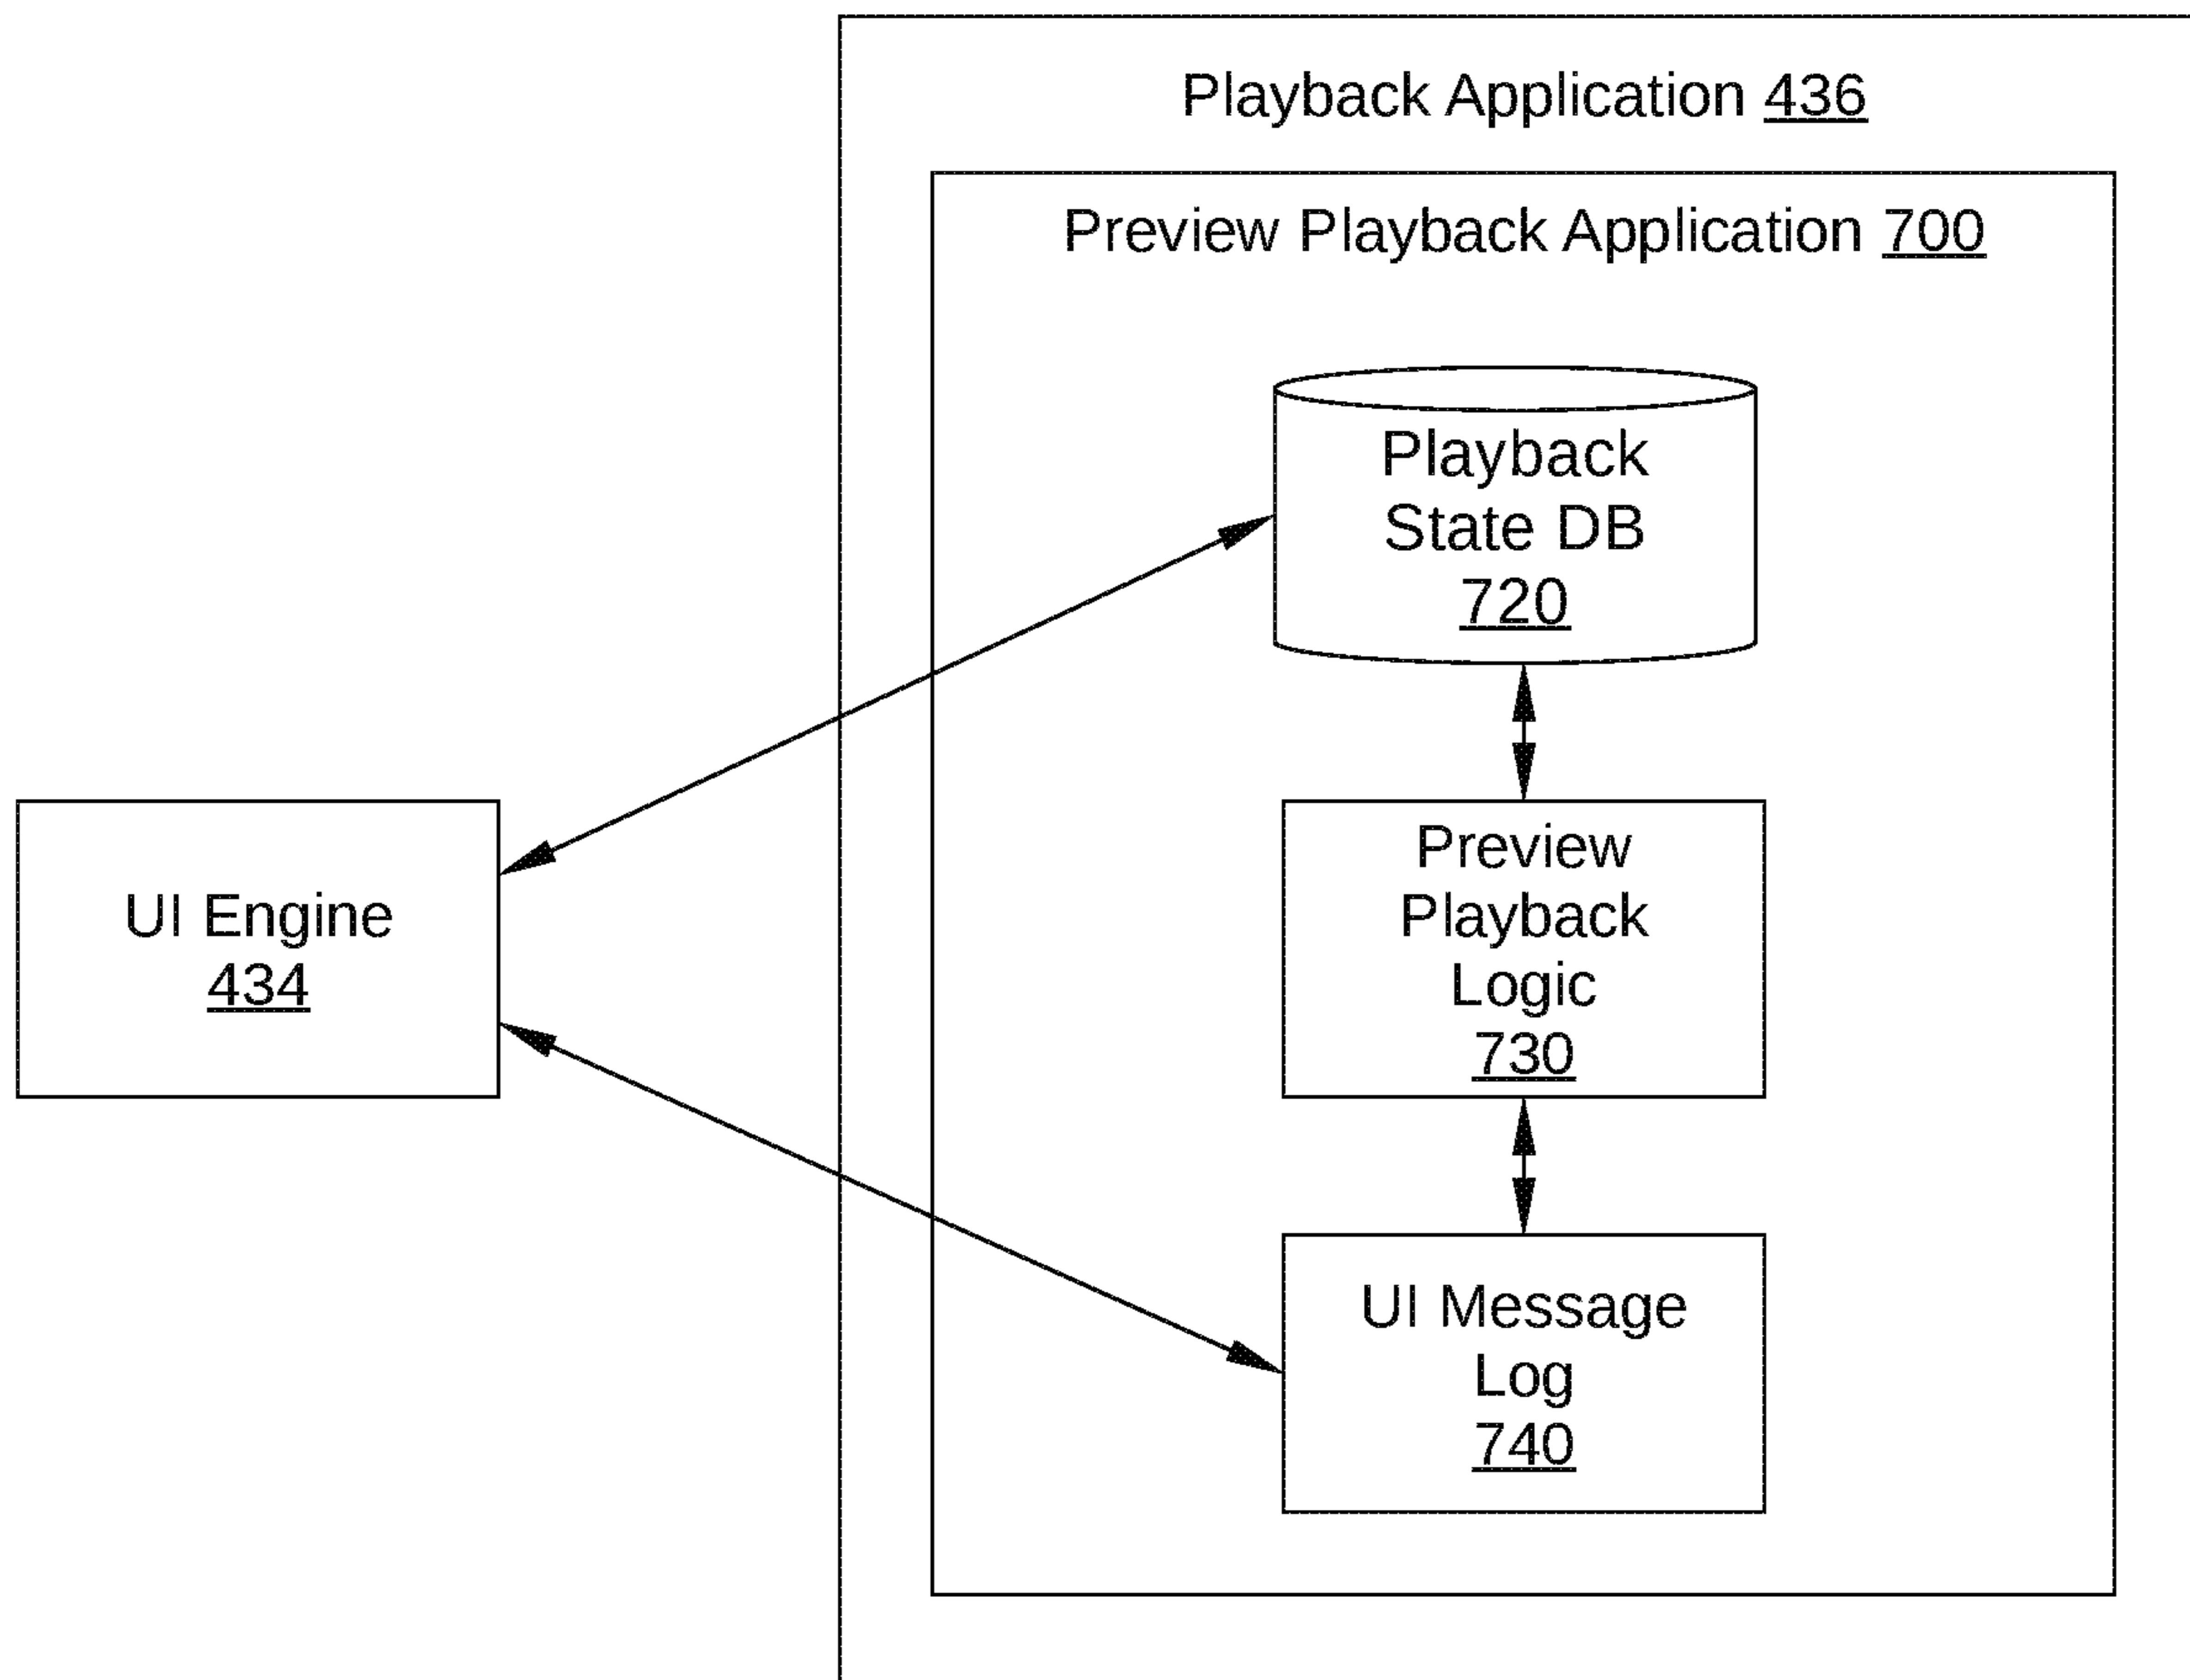 Playback Application 436
Preview Playback Application 700
Playback
State DB
720
UI Engine
434
Preview
Playback
Logic
730
UI Message
Log
740